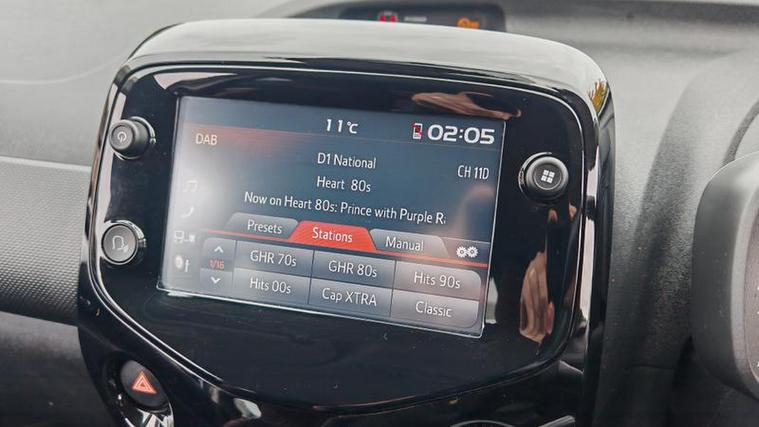 11°C
02:05
DAB
D1 National
CH 11D
Heart 80s
Now on Heart 80s: Prince with Purple R
Presets
Stations
Manual
1/16
GHR 70s
GHR 80s
Hits 90s
Hits 00s
Cap XTRA
Classic